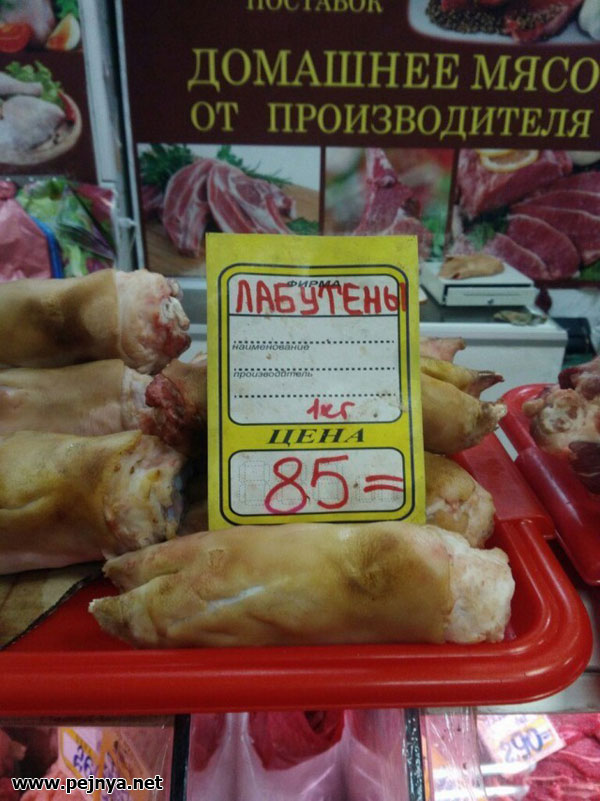 ПОСТАВОК
ДОМАШНЕЕ МЯСО
ОТ ПРОИЗВОДИТЕЛЯ
ФИРМА
ЛАБУТЕНЫ
наименование
производитель
1кг
ЦЕНА
85=
290=
www.pejnya.net